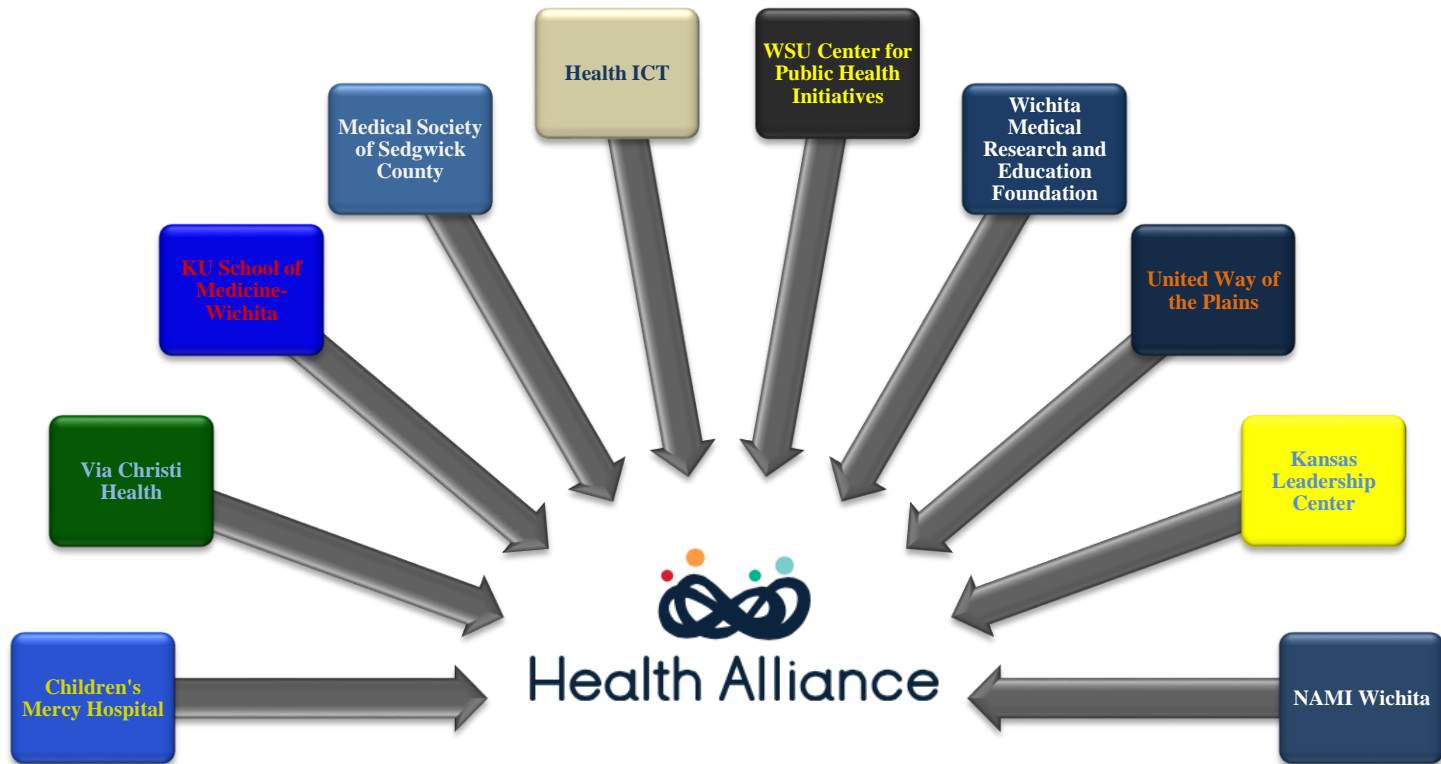 Health ICT
WSU Center for
Public Health
Initiatives
Medical Society
of Sedgwick
County
Wichita
Medical
Research and
Education
Foundation
KU School of
Medicine-
Wichita
United Way of
the Plains
Via Christi
Health
Kansas
Leadership
Center
Children's
Mercy Hospital
Health Alliance
NAMI Wichita